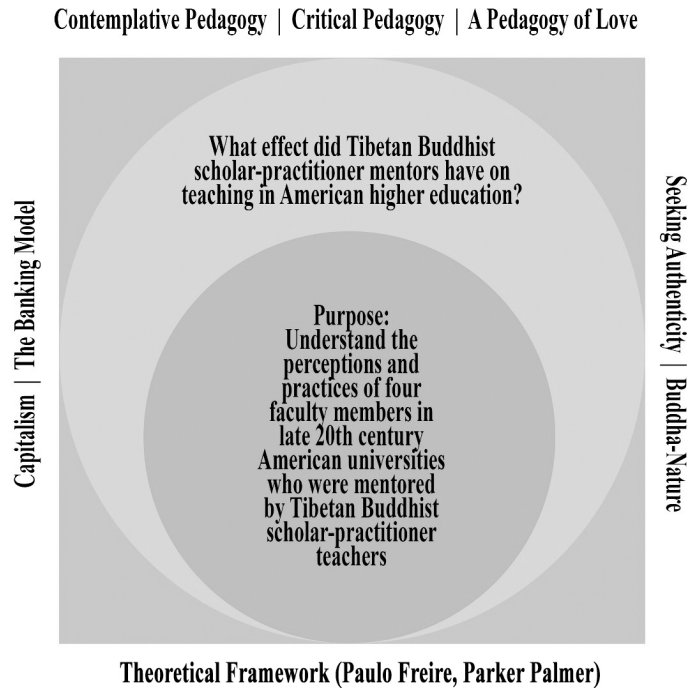 Contemplative Pedagogy | Critical Pedagogy | A Pedagogy of Love
What effect did Tibetan Buddhist
scholar-practitioner mentors have on
teaching in American higher education?
Capitalism | The Banking Model
Seeking Authenticity | Buddha-Nature
Purpose:
Understand the
perceptions and
practices of four
faculty members in
late 20th century
American universities
who were mentored
by Tibetan Buddhist
scholar-practitioner
teachers
Theoretical Framework (Paulo Freire, Parker Palmer)